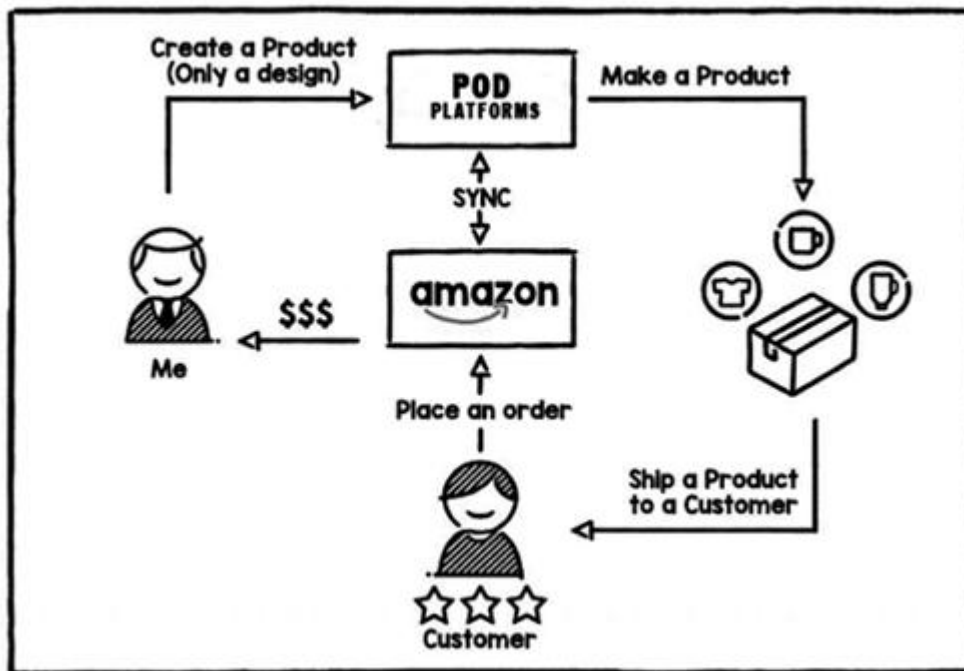 Create a Product
(Only a design)
POD
PLATFORMS
Make a Product
SYNC
amazon
$$$
Me
Place an order
Ship a Product
to a Customer
Customer